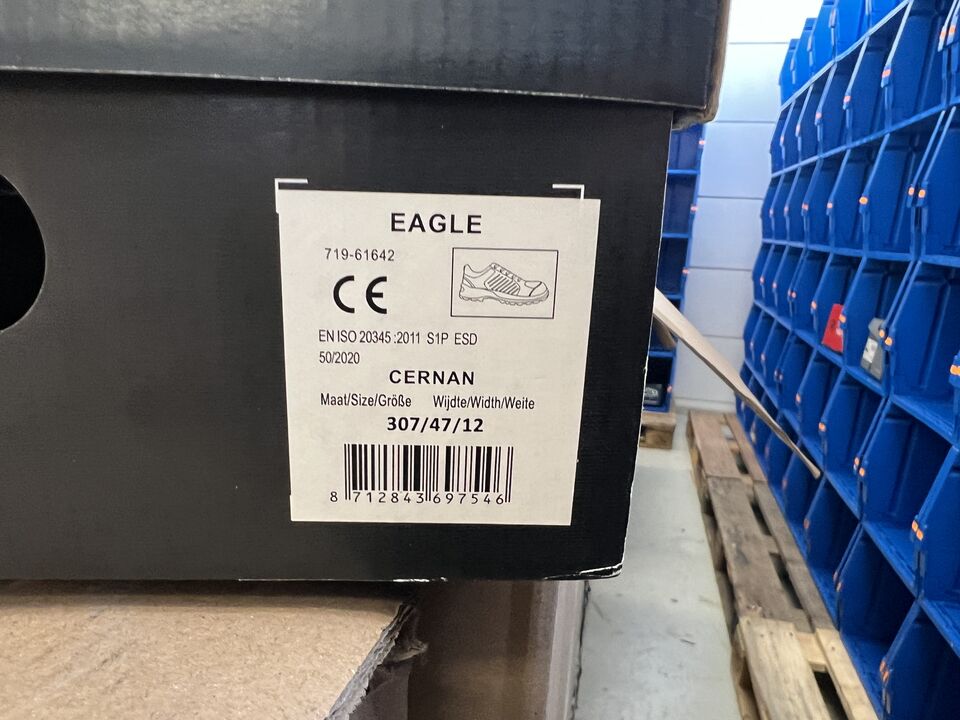 EAGLE
719-61642
CE
EN ISO 20345 :2011 S1P ESD
50/2020
CERNAN
Maat/Size/Größe Wijdte/Width/Weite
307/47/12
8 712843 697546